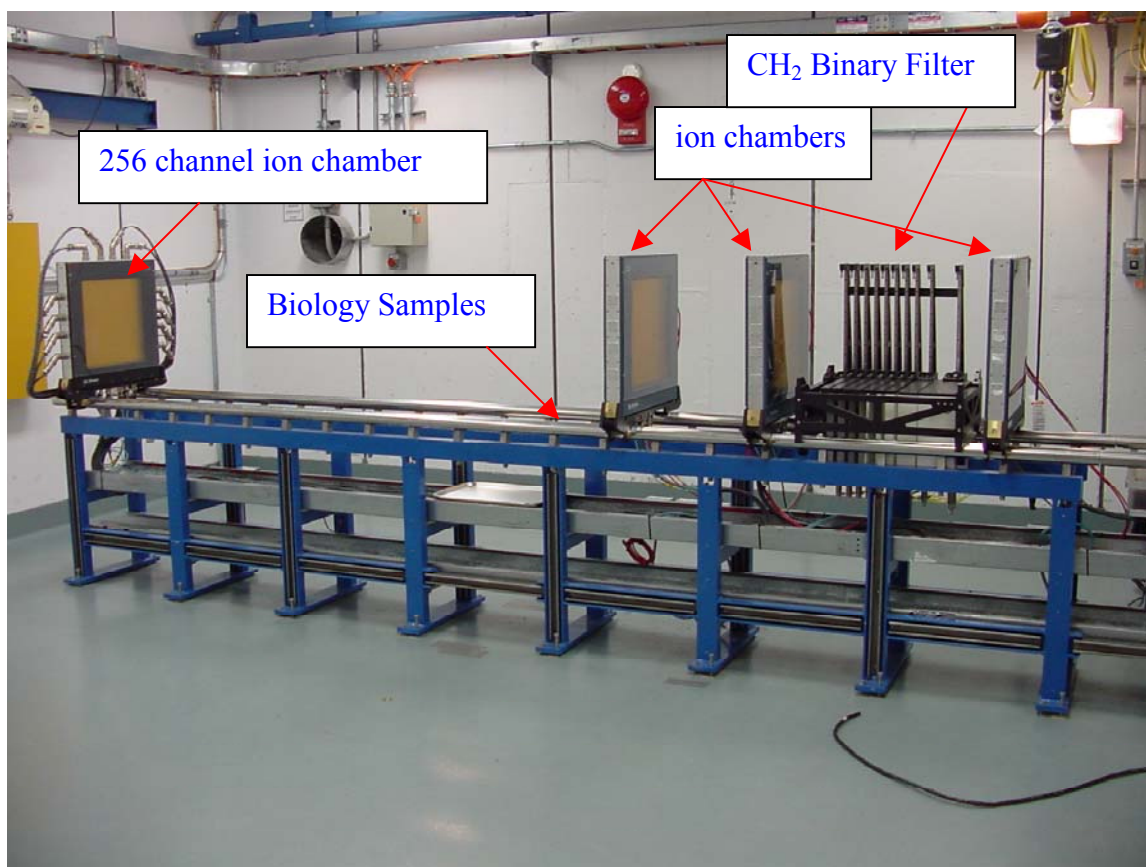 CH₂ Binary Filter
ion chambers
256 channel ion chamber
Biology Samples